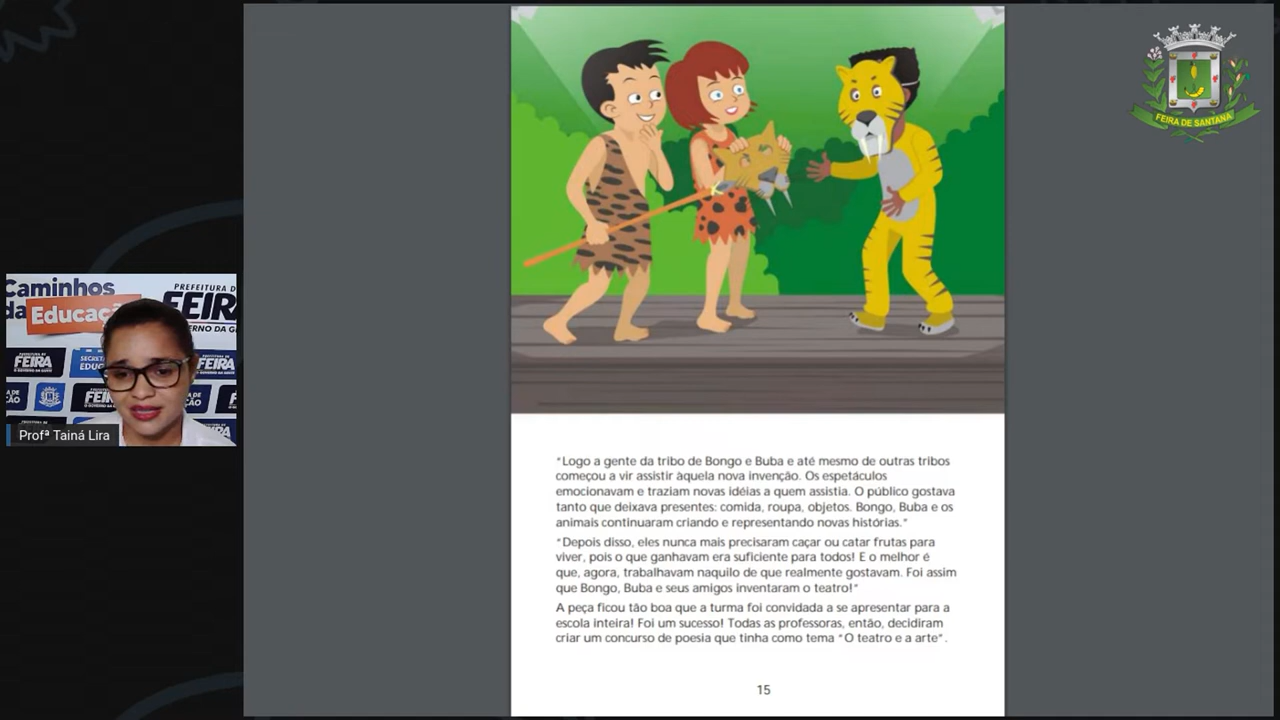 FEIRA DE SANTANA
Caminhos
da Educaç
PREFEITURA DE
FEIRA
FEIRA
SECRE
EDUC
FEIRA
Profª Tainá Lira
“Logo a gente da tribo de Bongo e Buba e até mesmo de outras tribos
começou a vir assistir àquela nova invenção. Os espetáculos
emocionavam e traziam novas idéias a quem assistia. O público gostava
tanto que deixava presentes: comida, roupa, objetos. Bongo, Buba e os
animais continuaram criando e representando novas histórias.”
“Depois disso, eles nunca mais precisaram caçar ou catar frutas para
viver, pois o que ganhavam era suficiente para todos! E o melhor é
que, agora, trabalhavam naquilo de que realmente gostavam. Foi assim
que Bongo, Buba e seus amigos inventaram o teatro!”
A peça ficou tão boa que a turma foi convidada a se apresentar para a
escola inteira! Foi um sucesso! Todas as professoras, então, decidiram
criar um concurso de poesia que tinha como tema “O teatro e a arte”.
15